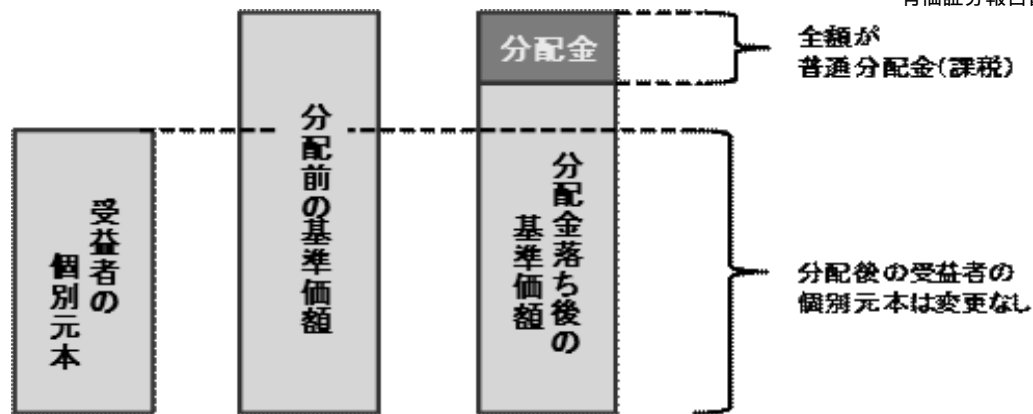 全額が
普通分配金(課税)
分配金
分配前の基準価額
分配金落ち後の
基準価額
受益者の
個別元本
分配後の受益者の
個別元本は変更なし